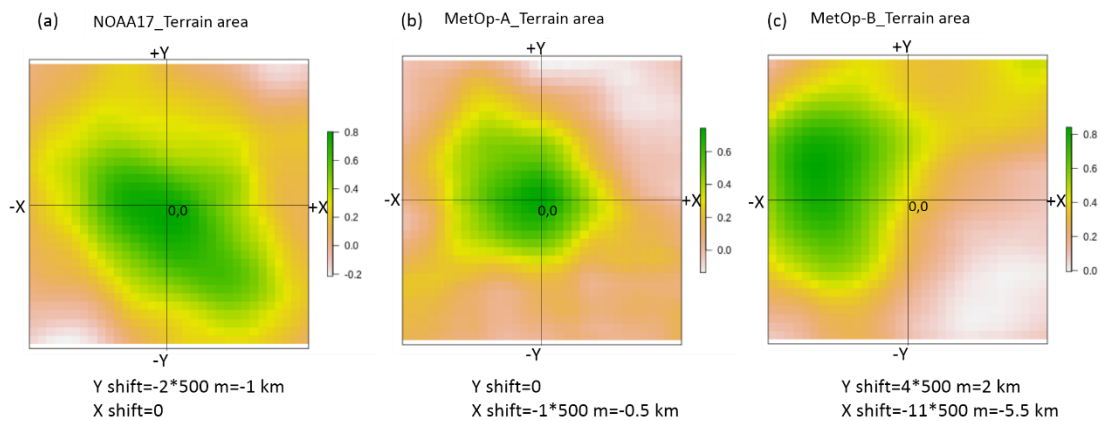 (a) NOAA17_Terrain area
+Y
-X
+X
0,0
-Y
0.8
0.6
0.4
0.2
0.0
-0.2
Y shift=-2*500 m=-1 km
X shift=0
(b) MetOp-A_Terrain area
+Y
-X
+X
0,0
-Y
0.6
0.4
0.2
0.0
Y shift=0
X shift=-1*500 m=-0.5 km
(c) MetOp-B_Terrain area
+Y
-X
+X
0,0
-Y
0.8
0.6
0.4
0.2
0.0
Y shift=4*500 m=2 km
X shift=-11*500 m=-5.5 km